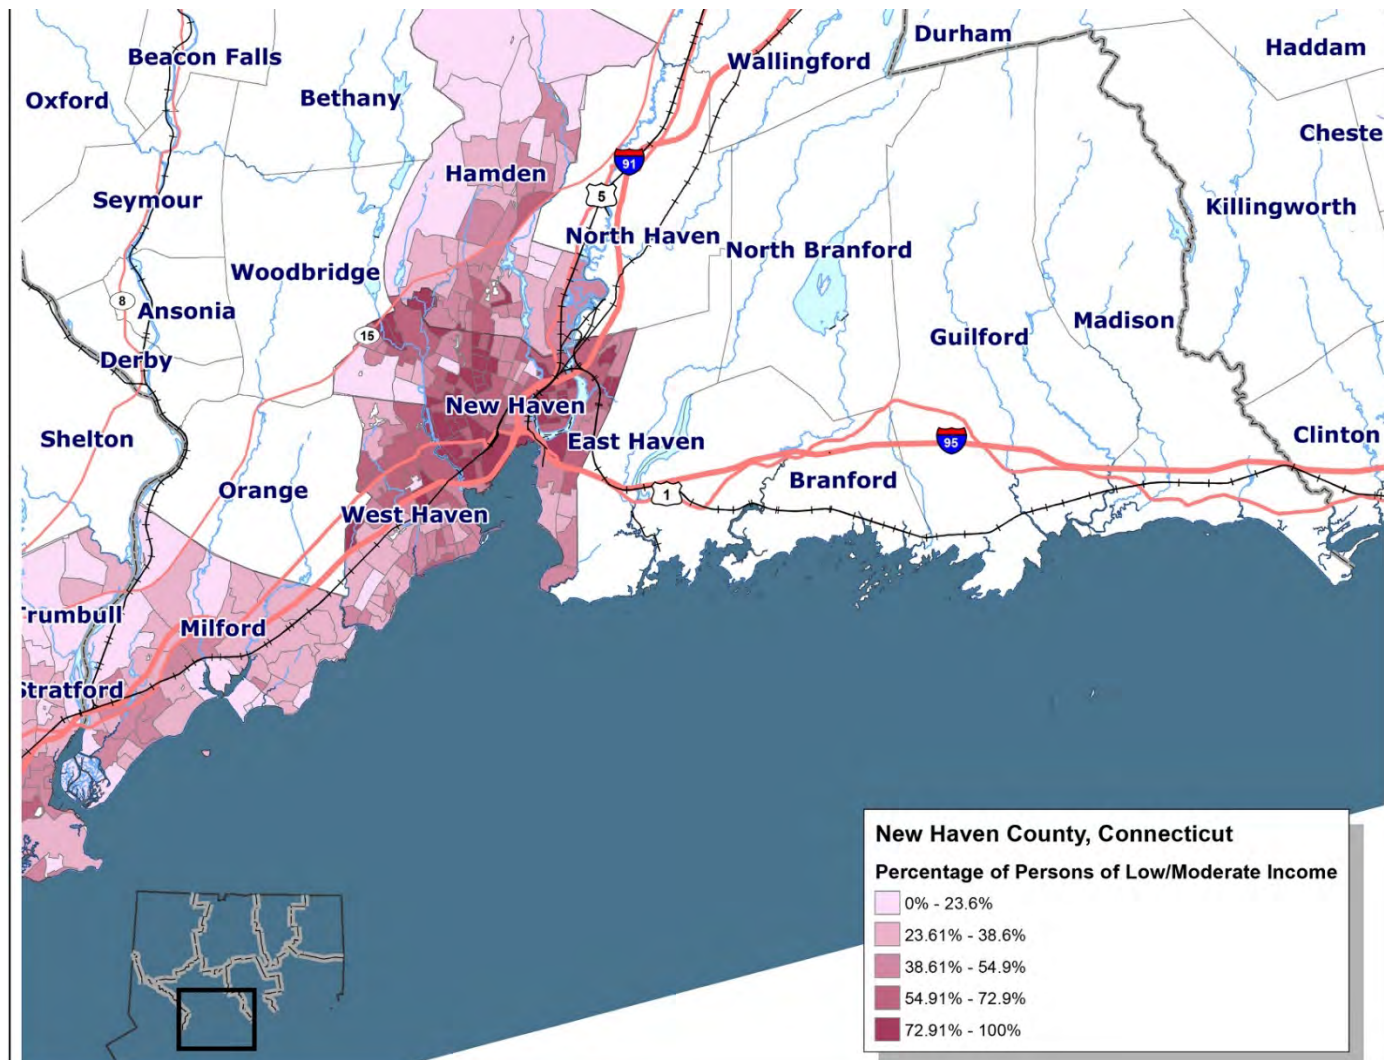 Durham
Haddam
Beacon Falls
Wallingford
Oxford
Bethany
Cheste
91
Hamden
5
Seymour
Killingworth
North Haven
North Branford
Woodbridge
8
Ansonia
Madison
15
Guilford
Derby
New Haven
Shelton
East Haven
95
Clinton
Orange
1
Branford
West Haven
Trumbull
Milford
Stratford
New Haven County, Connecticut
Percentage of Persons of Low/Moderate Income
0% - 23.6%
23.61% - 38.6%
38.61% - 54.9%
54.91% - 72.9%
72.91% - 100%